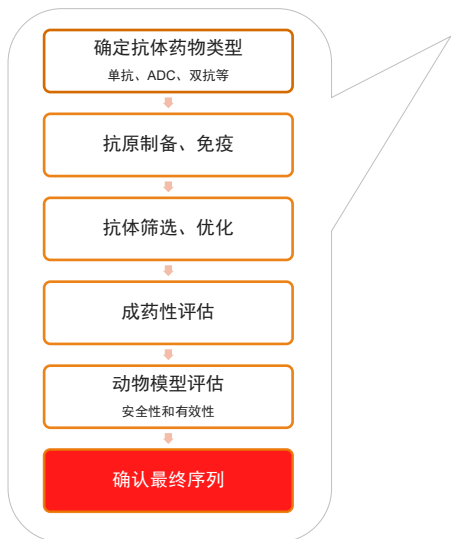 确定抗体药物类型
单抗、ADC、双抗等
抗原制备、免疫
抗体筛选、优化
成药性评估
动物模型评估
安全性和有效性
确认最终序列